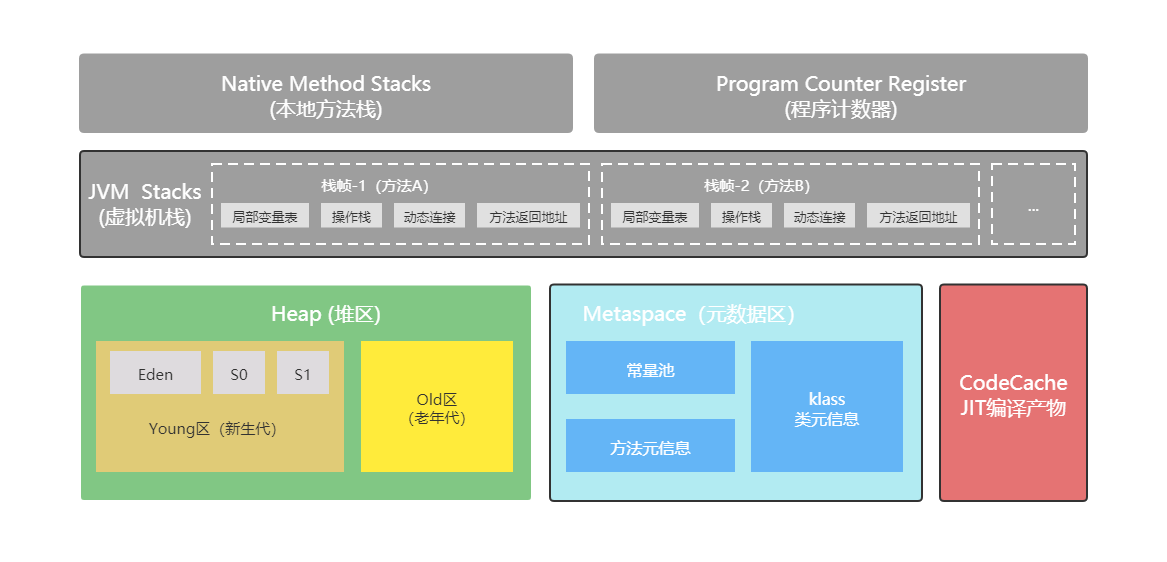 Native Method Stacks
(本地方法栈)
Program Counter Register
(程序计数器)
JVM Stacks
(虚拟机栈)
栈帧-1（方法A）
局部变量表
操作栈
动态连接
方法返回地址
栈帧-2（方法B）
局部变量表
操作栈
动态连接
方法返回地址
...
Heap (堆区)
Eden
S0
S1
Young区（新生代）
Old区
（老年代）
Metaspace（元数据区）
常量池
方法元信息
klass
类元信息
CodeCache
JIT编译产物